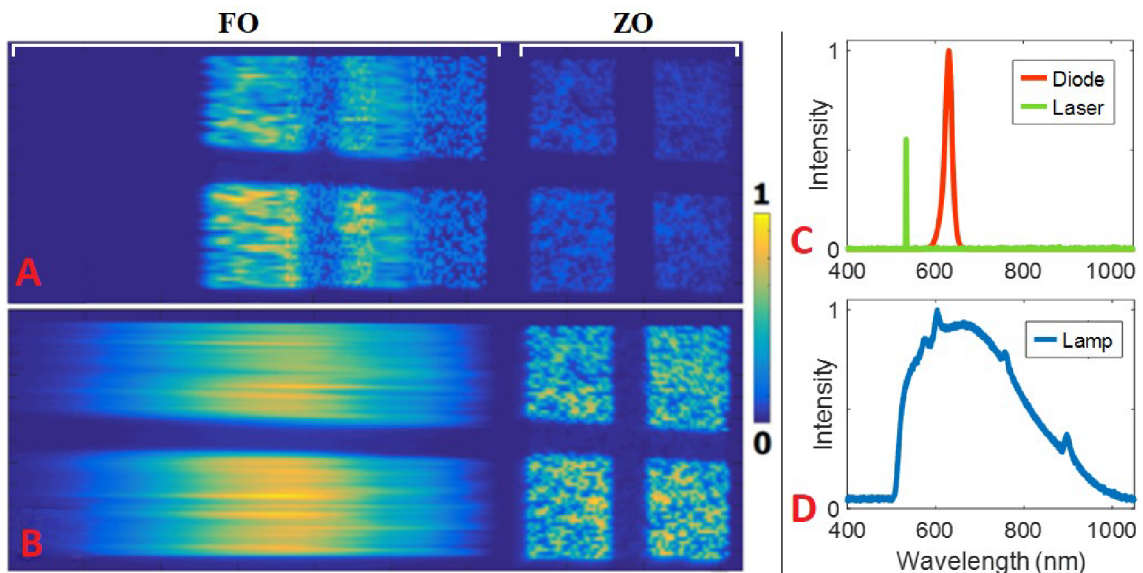 FO
ZO
A
B
1
0
Intensity
1
0
Diode
Laser
C
400
600
800
1000
Intensity
1
0
Lamp
D
400
600
800
1000
Wavelength (nm)